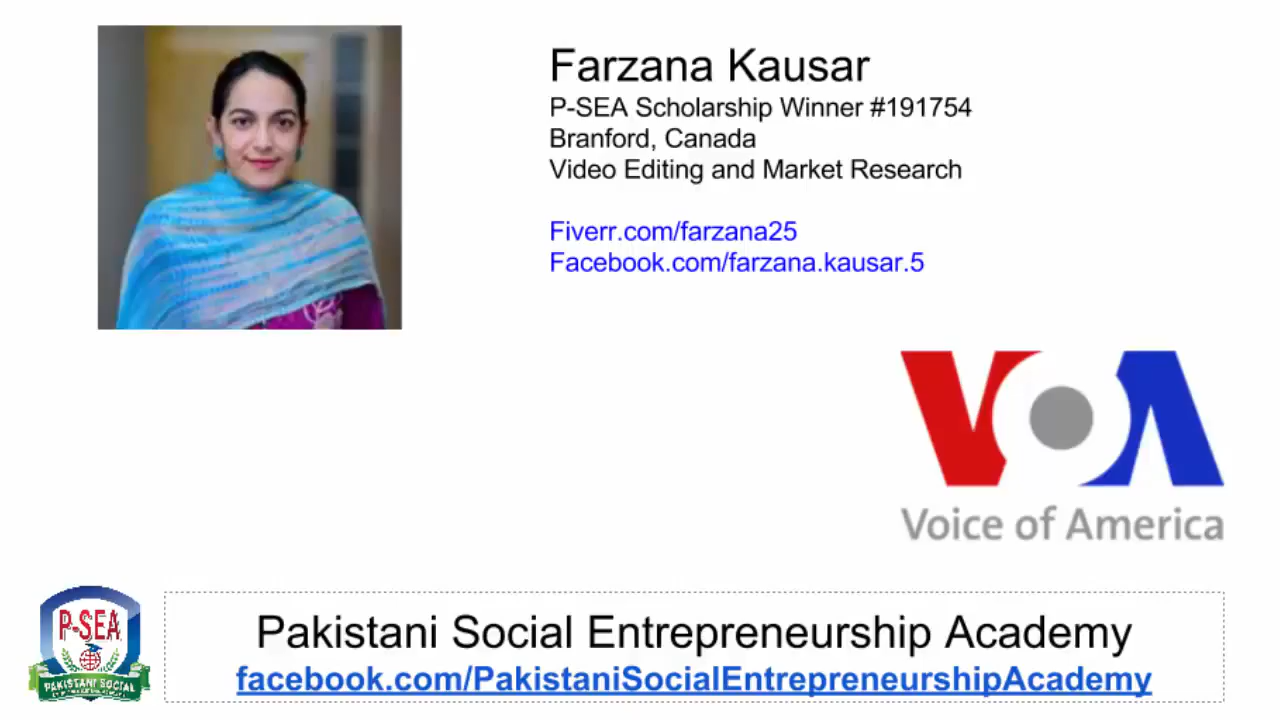 Farzana Kausar
P-SEA Scholarship Winner #191754
Branford, Canada
Video Editing and Market Research
Fiverr.com/farzana25
Facebook.com/farzana.kausar.5
VOA
Voice of America
P-SEA
PAKISTANI SOCIAL
Pakistani Social Entrepreneurship Academy
facebook.com/PakistaniSocialEntrepreneurshipAcademy